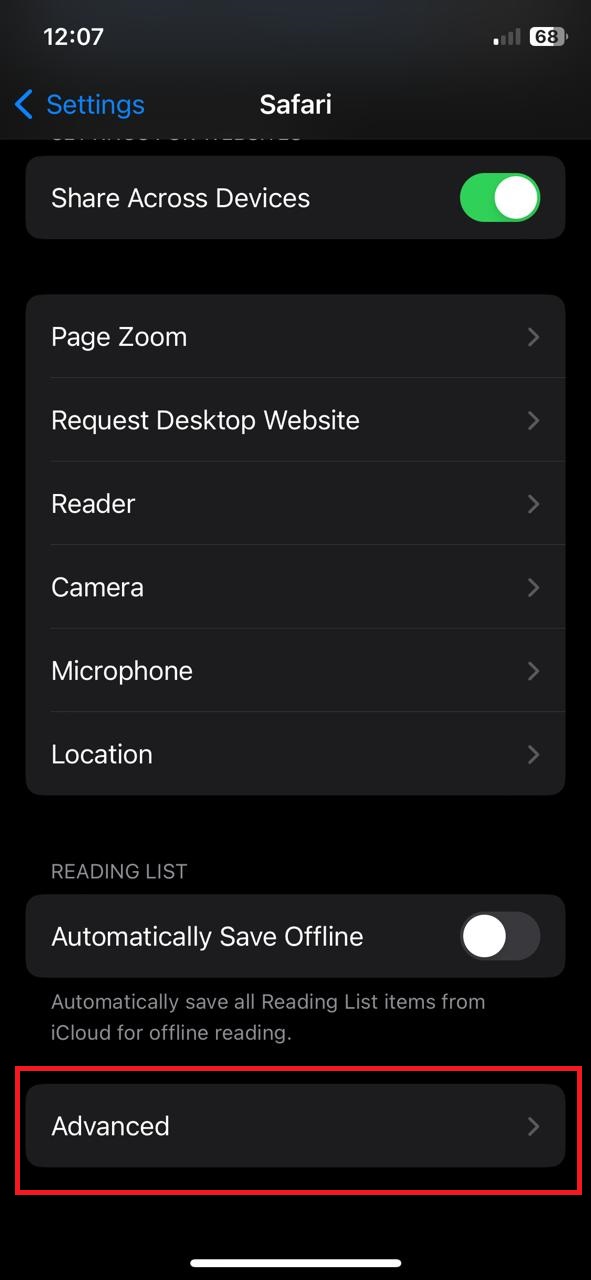 12:07
68
Settings
Safari
Share Across Devices
Page Zoom
Request Desktop Website
Reader
Camera
Microphone
Location
READING LIST
Automatically Save Offline
Automatically save all Reading List items from
iCloud for offline reading.
Advanced